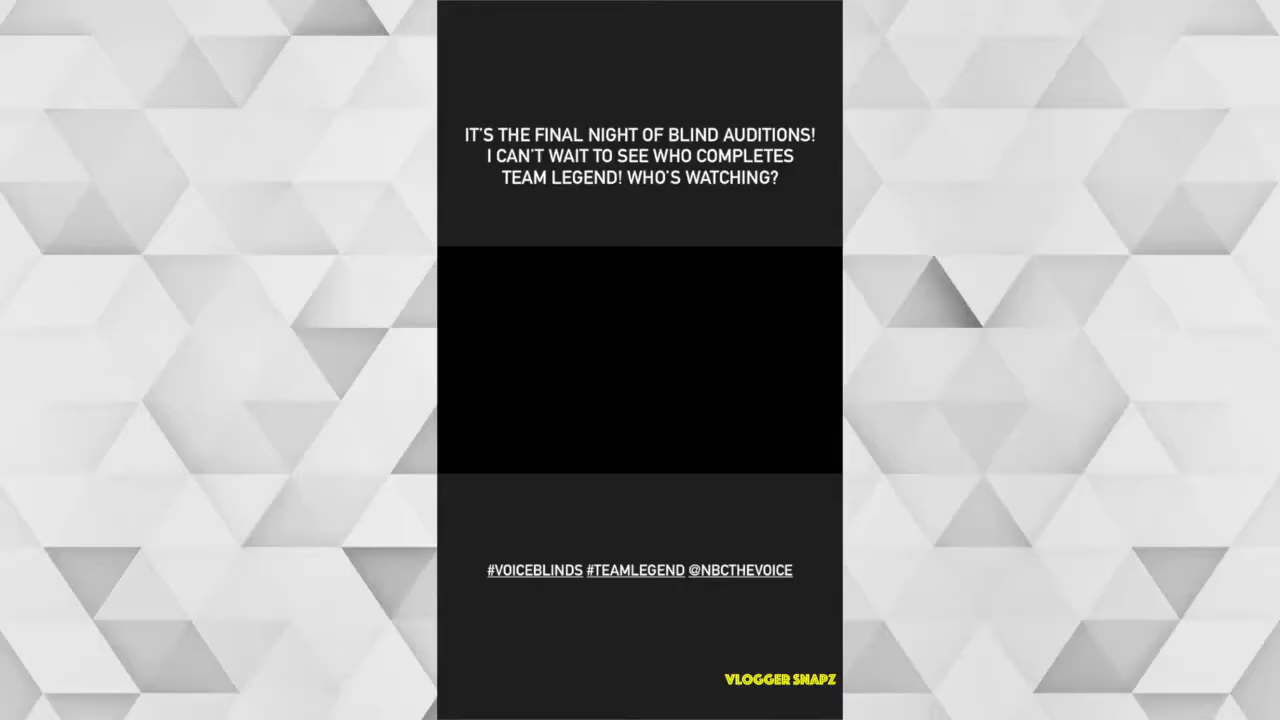 IT'S THE FINAL NIGHT OF BLIND AUDITIONS!
I CAN'T WAIT TO SEE WHO COMPLETES
TEAM LEGEND! WHO'S WATCHING?
#VOICEBLINDS #TEAMLEGEND @NBCTHEVOICE
VLOGGER SNAPZ